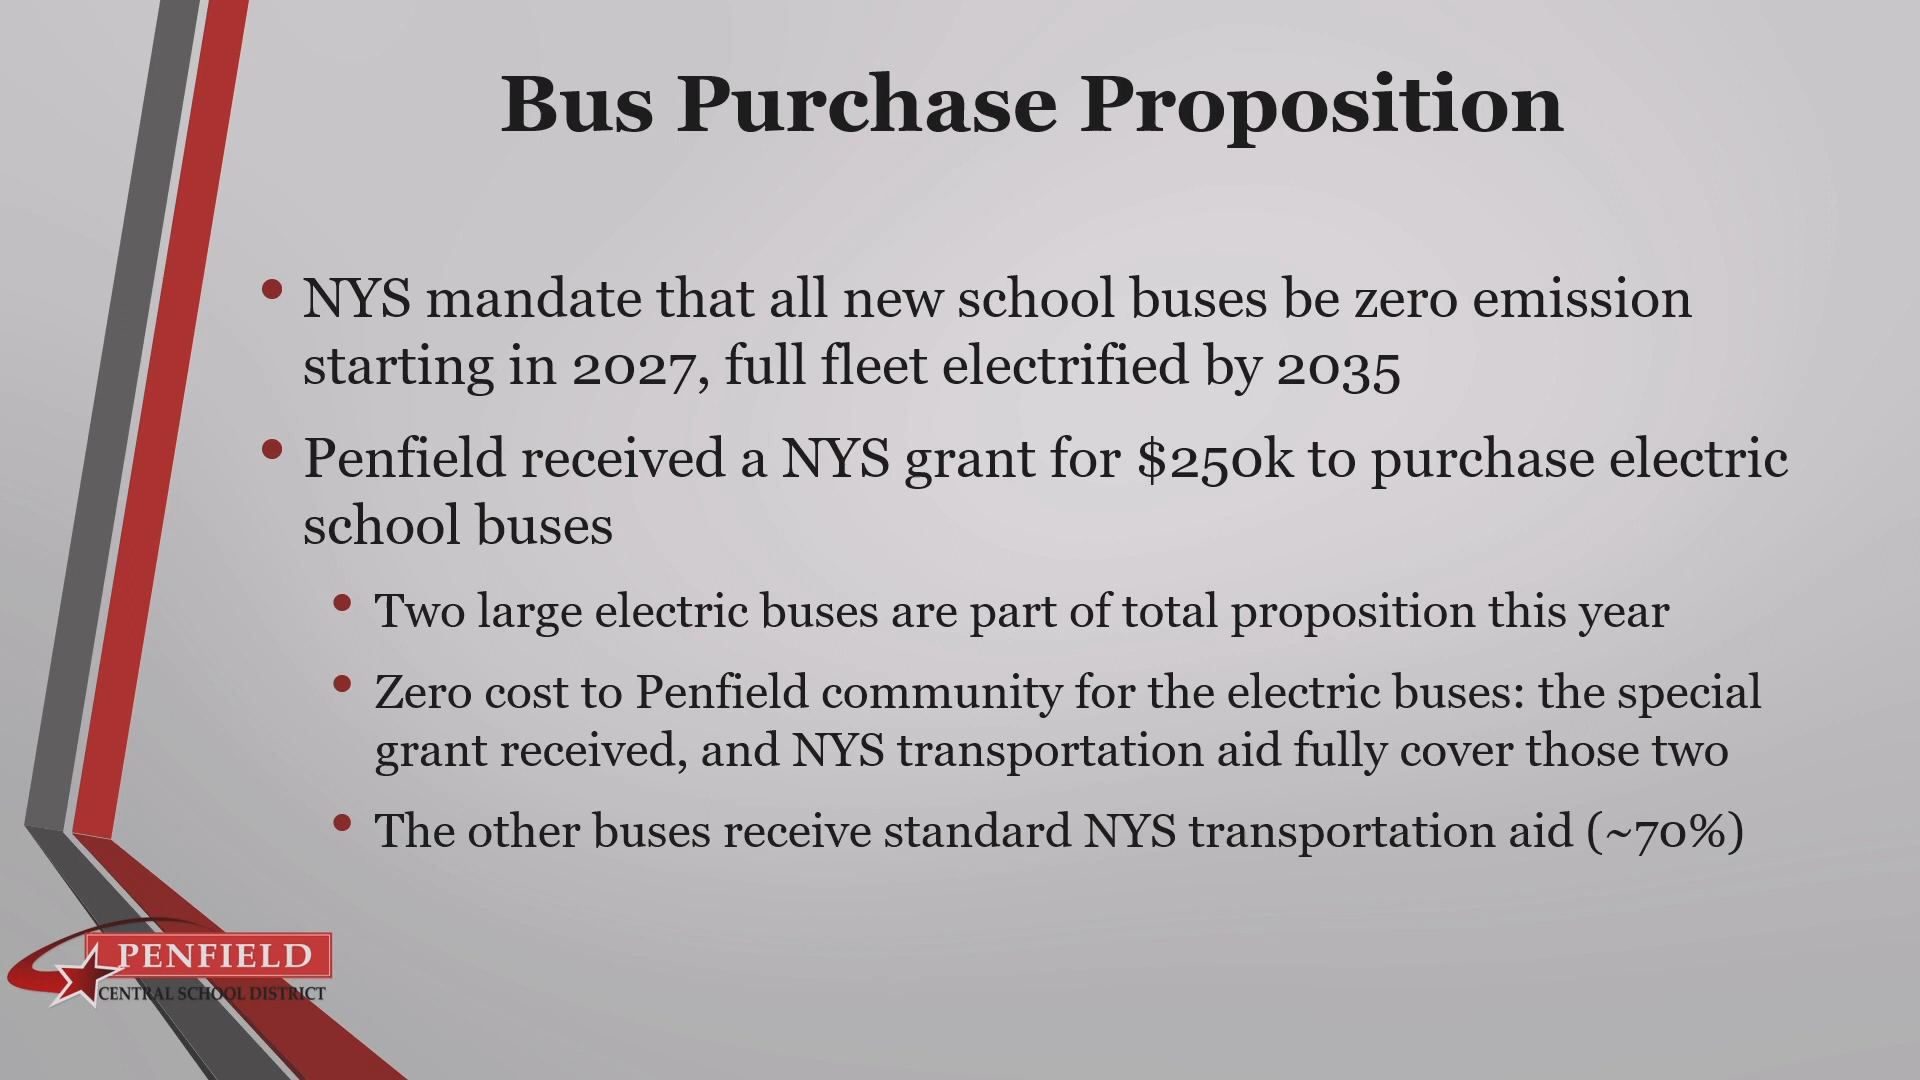 Bus Purchase Proposition
• NYS mandate that all new school buses be zero emission
starting in 2027, full fleet electrified by 2035
• Penfield received a NYS grant for $250k to purchase electric
school buses
• Two large electric buses are part of total proposition this year
• Zero cost to Penfield community for the electric buses: the special
grant received, and NYS transportation aid fully cover those two
• The other buses receive standard NYS transportation aid (~70%)
PENFIELD
CENTRAL SCHOOL DISTRICT